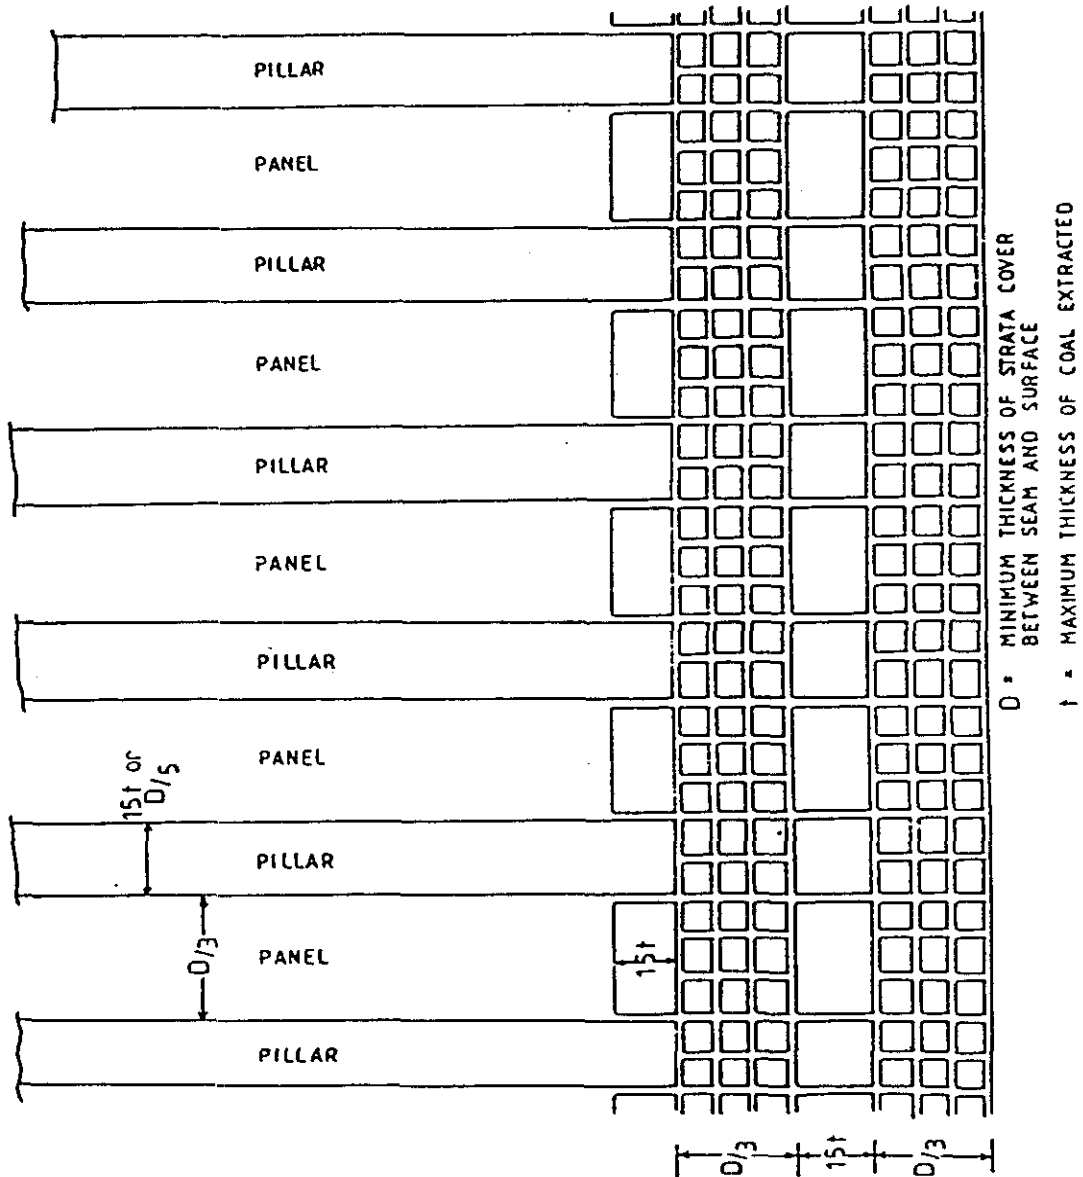 PILLAR
PANEL
PILLAR
PANEL
PILLAR
PANEL
PILLAR
PANEL
15t or
D/5
PILLAR
D/3
PANEL
15t
PILLAR
D/3
15t
D/3
D = MINIMUM THICKNESS OF STRATA COVER
BETWEEN SEAM AND SURFACE
t = MAXIMUM THICKNESS OF COAL EXTRACTED